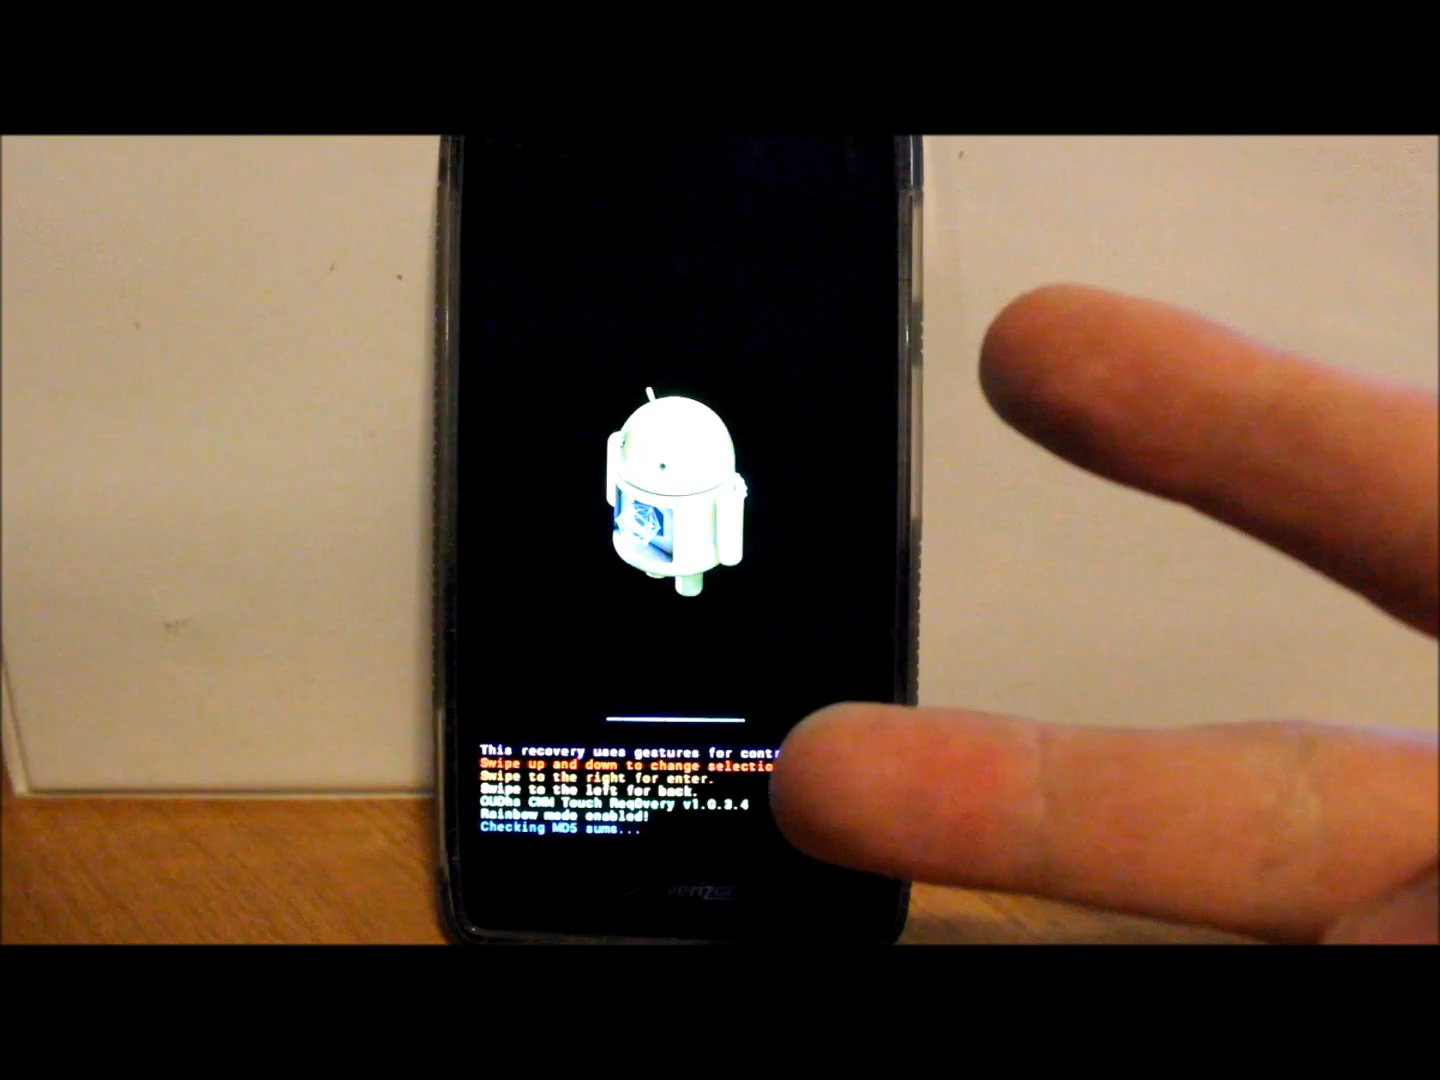 This recovery uses gestures for contr
Swipe up and down to change selectio
Swipe to the right for enter.
Swipe to the left for back.
OUDhs CWM Touch ReqOvery v1.0.3.4
Rainbow mode enabled!
Checking MD5 sums...
verizon